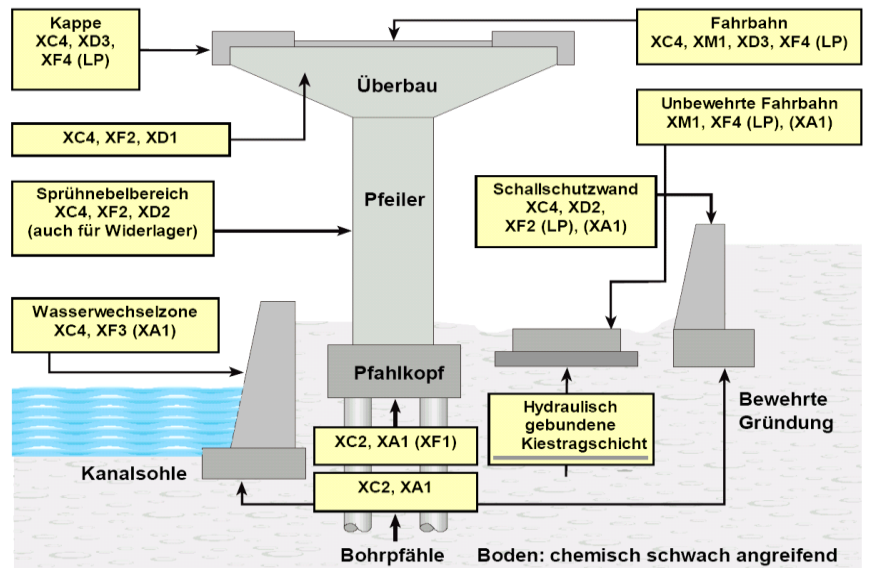 Kappe
XC4, XD3,
XF4 (LP)
Fahrbahn
XC4, XM1, XD3, XF4 (LP)
Überbau
Unbewehrte Fahrbahn
XM1, XF4 (LP), (XA1)
XC4, XF2, XD1
Sprühnebelbereich
XC4, XF2, XD2
(auch für Widerlager)
Pfeiler
Schallschutzwand
XC4, XD2,
XF2 (LP), (XA1)
Wasserwechselzone
XC4, XF3 (XA1)
Pfahlkopf
Hydraulisch
gebundene
Kiestragschicht
Bewehrte
Gründung
XC2, XA1 (XF1)
Kanalsohle
XC2, XA1
Bohrpfähle
Boden: chemisch schwach angreifend